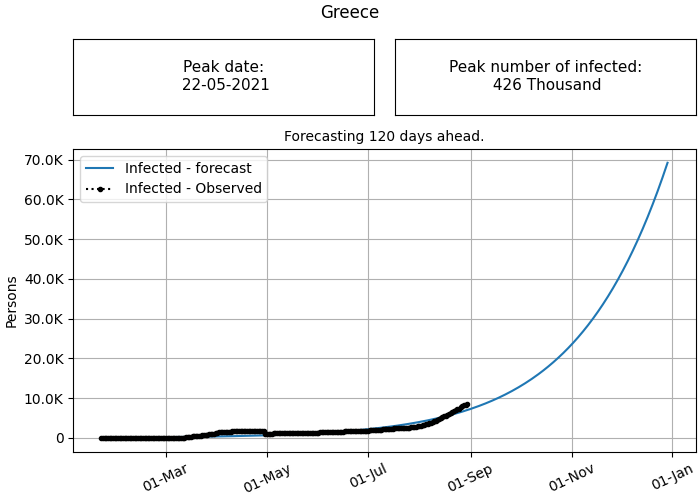 Greece
Peak date:
22-05-2021
Peak number of infected:
426 Thousand
Forecasting 120 days ahead.
Infected - forecast
Infected - Observed
Persons
70.0K
60.0K
50.0K
40.0K
30.0K
20.0K
10.0K
0
01-Mar
01-May
01-Jul
01-Sep
01-Nov
01-Jan